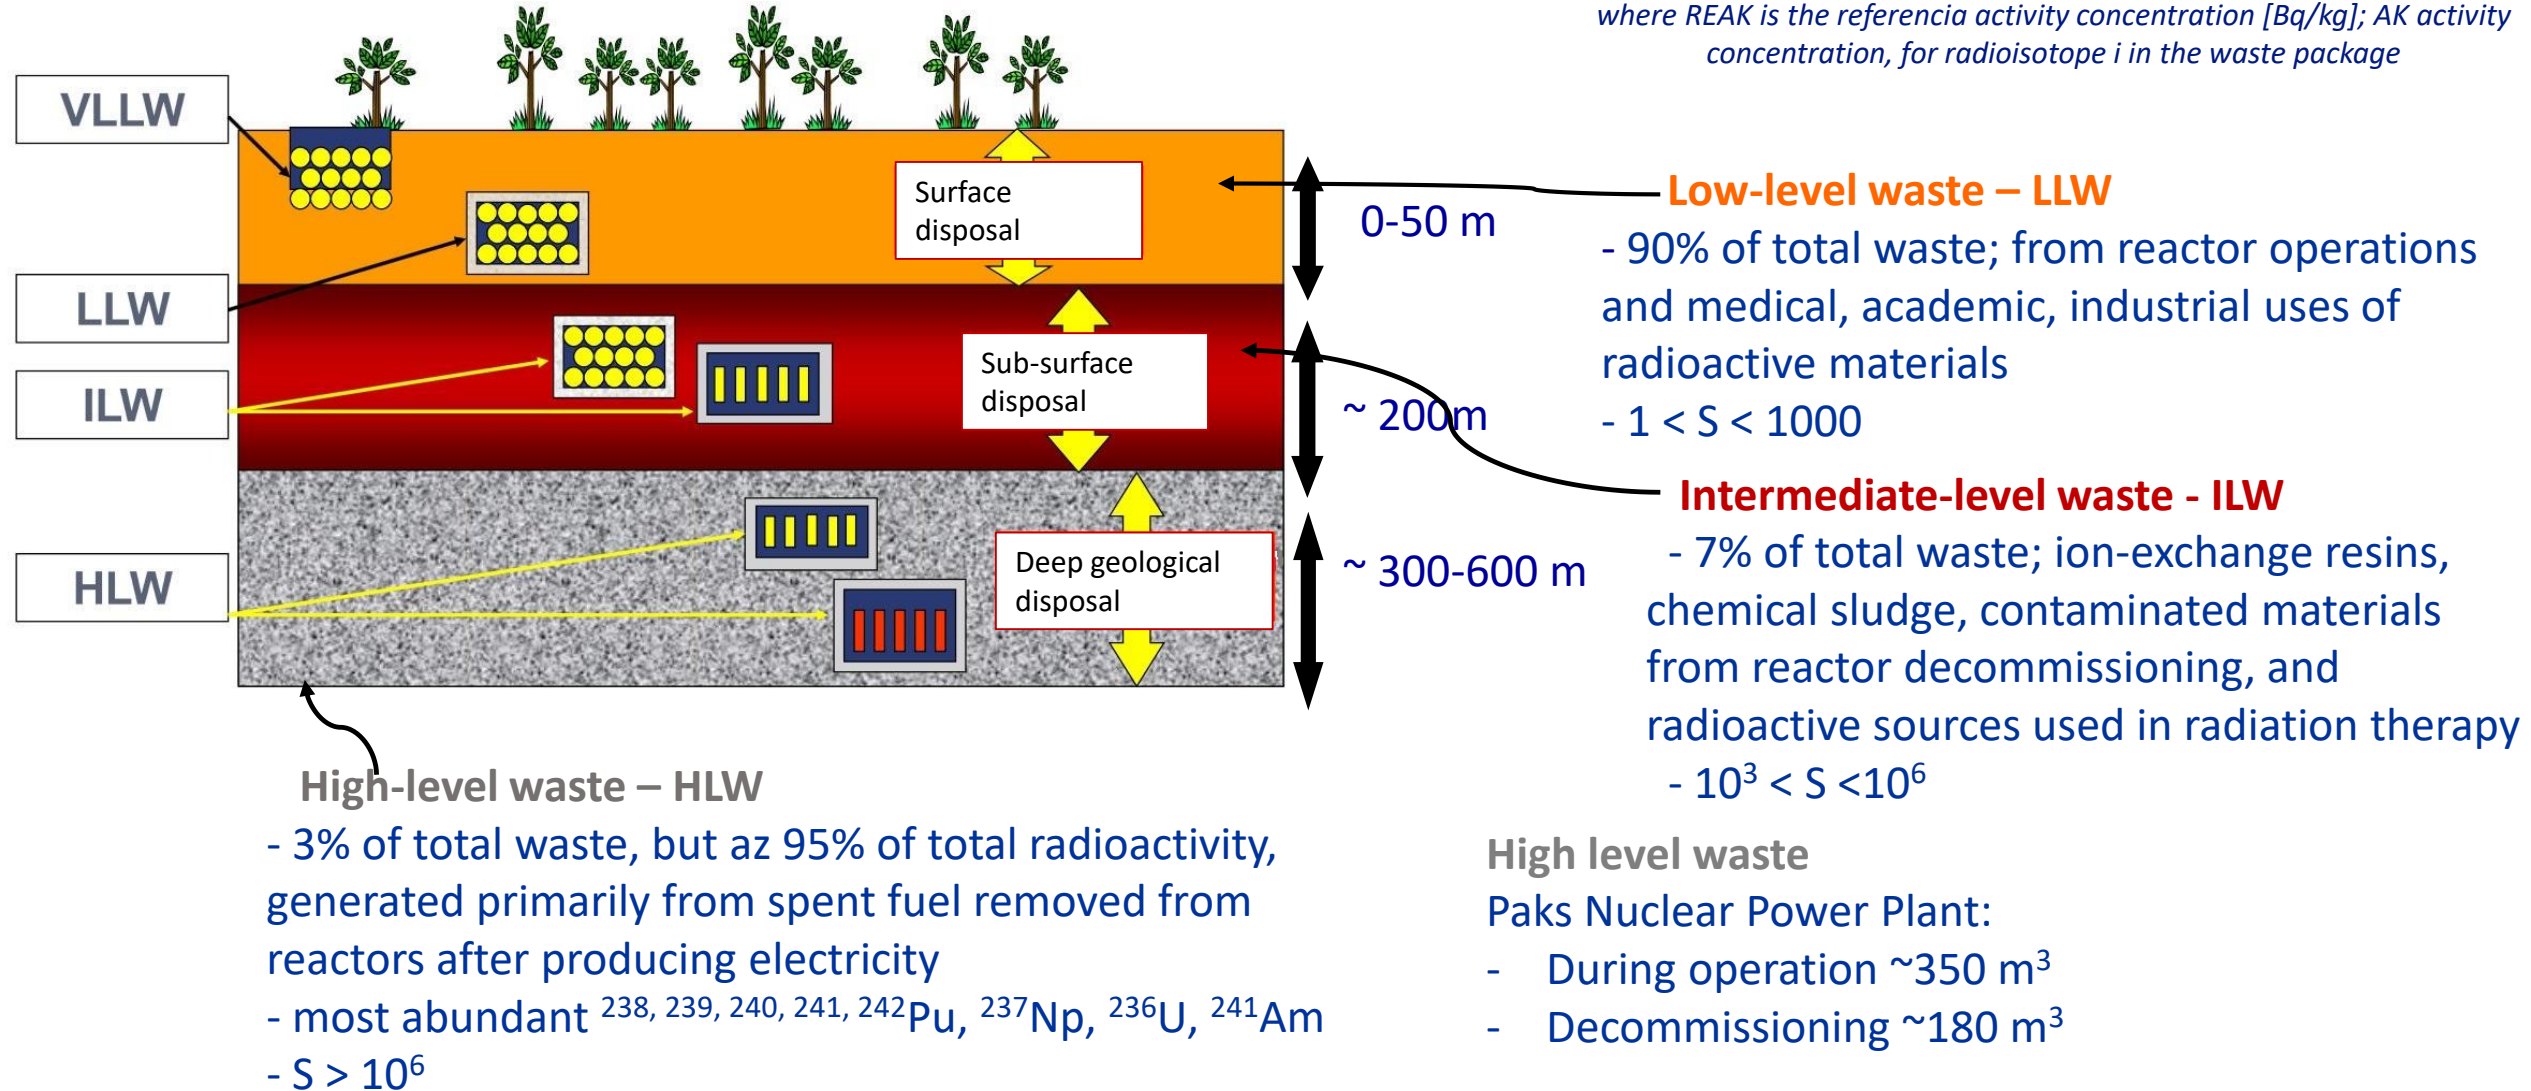 where REAK is the referencia activity concentration [Bq/kg]; AK activity
concentration, for radioisotope i in the waste package
VLLW
LLW
ILW
HLW
Surface
disposal
Sub-surface
disposal
Deep geological
disposal
0-50 m
~ 200m
~ 300-600 m
Low-level waste – LLW
- 90% of total waste; from reactor operations
and medical, academic, industrial uses of
radioactive materials
- 1 < S < 1000
Intermediate-level waste - ILW
- 7% of total waste; ion-exchange resins,
chemical sludge, contaminated materials
from reactor decommissioning, and
radioactive sources used in radiation therapy
- 10³ < S <10⁶
High-level waste – HLW
- 3% of total waste, but az 95% of total radioactivity,
generated primarily from spent fuel removed from
reactors after producing electricity
- most abundant ²³⁸, ²³⁹, ²⁴⁰, ²⁴¹, ²⁴²Pu, ²³⁷Np, ²³⁶U, ²⁴¹Am
- S > 10⁶
High level waste
Paks Nuclear Power Plant:
- During operation ~350 m³
- Decommissioning ~180 m³